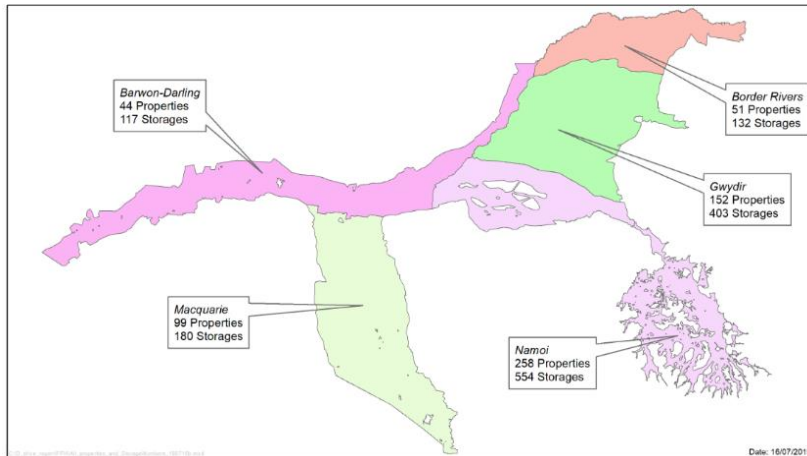 Barwon-Darling
44 Properties
117 Storages
Border Rivers
51 Properties
132 Storages
Gwydir
152 Properties
403 Storages
Macquarie
99 Properties
180 Storages
Namoi
258 Properties
554 Storages